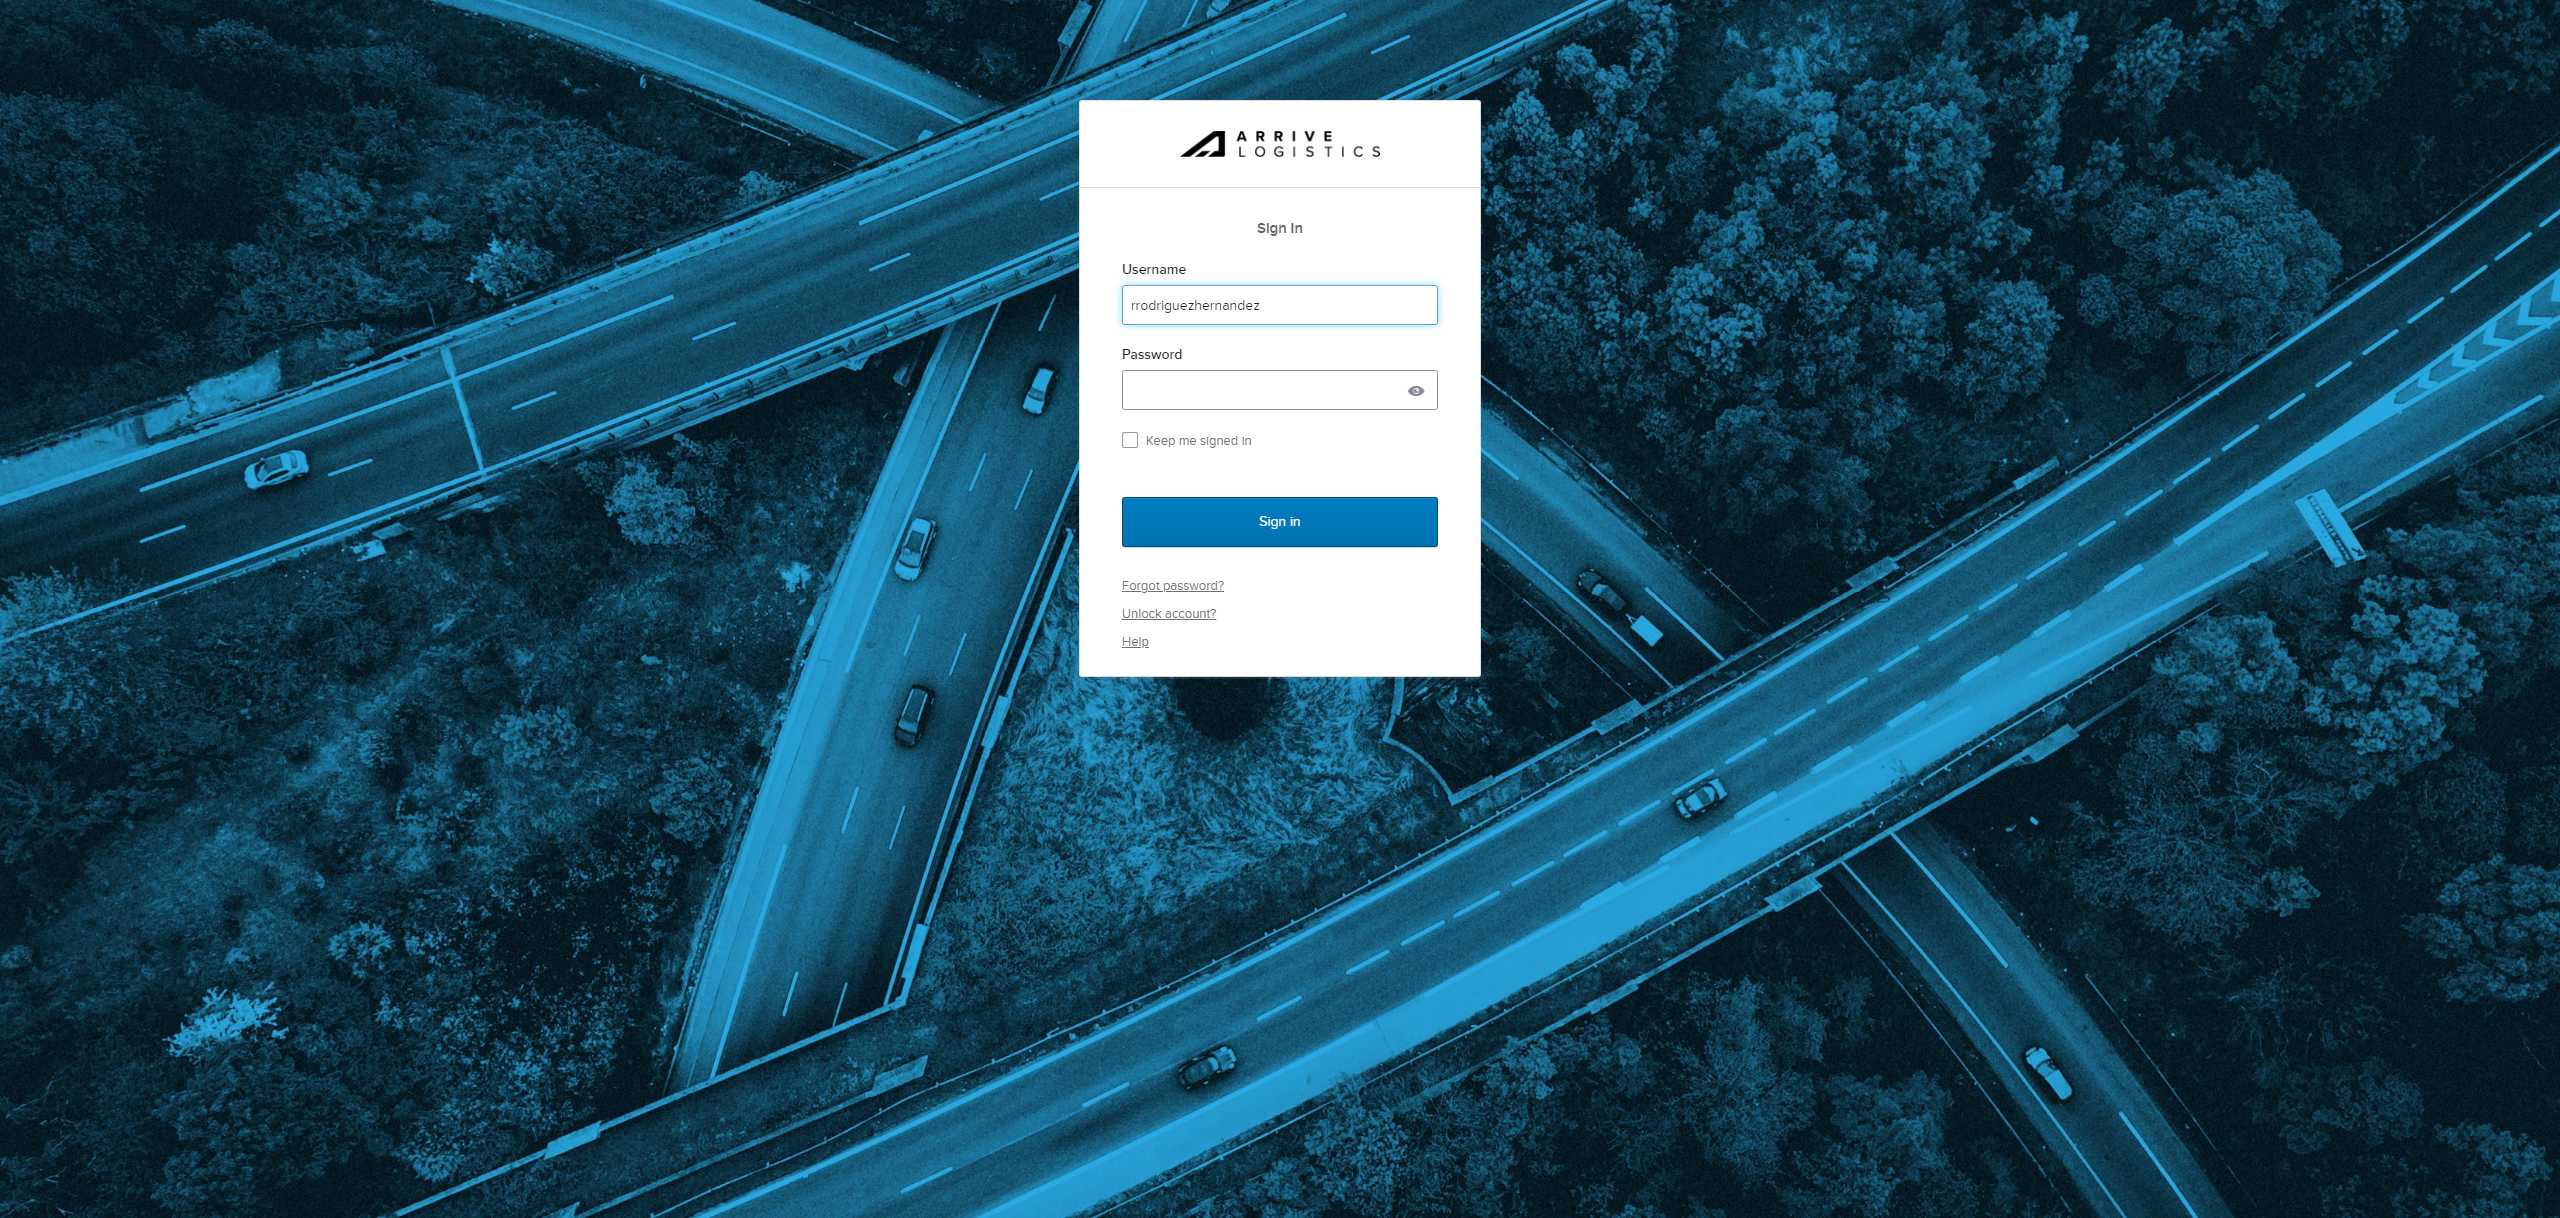 ARRIVE
LOGISTICS
Sign In
Username
rrodriguezhernandez
Password
Keep me signed in
Sign in
Forgot password?
Unlock account?
Help